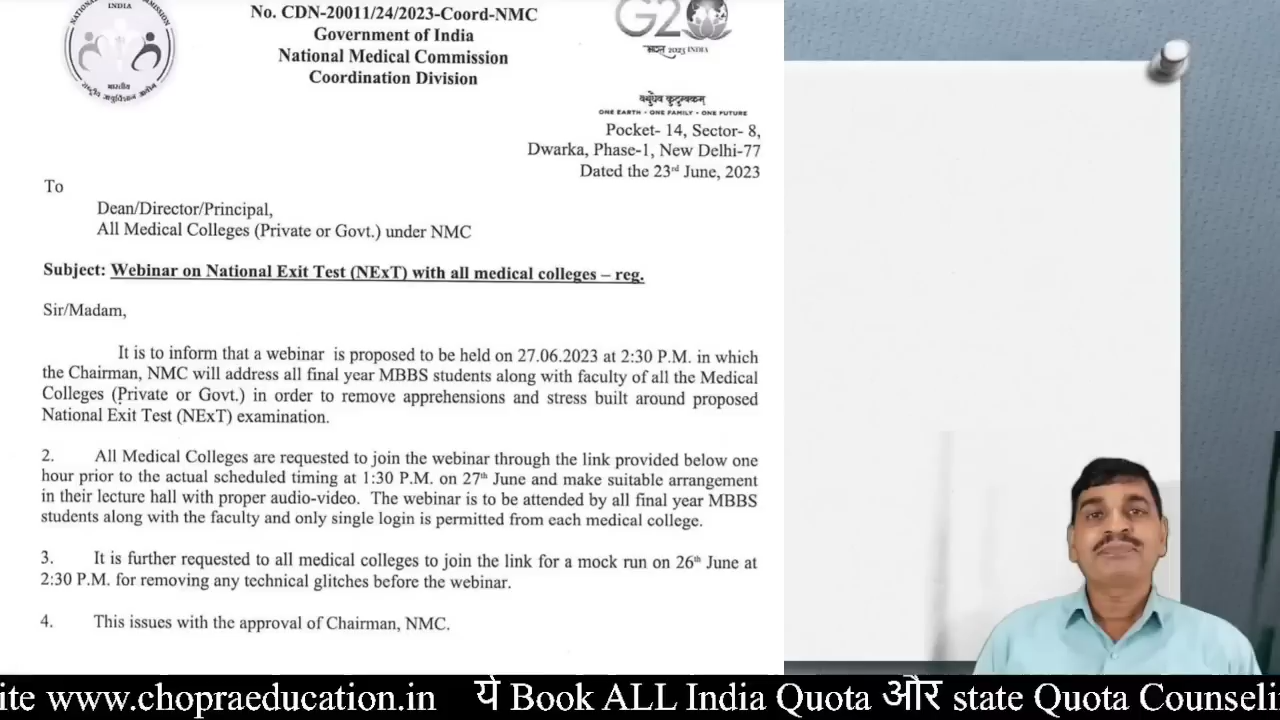 INDIA
No. CDN-20011/24/2023-Coord-NMC
Government of India
National Medical Commission
Coordination Division
G20
भारत 2023 INDIA
वसुधैव कुटुम्बकम्
ONE EARTH • ONE FAMILY • ONE FUTURE
Pocket- 14, Sector- 8,
Dwarka, Phase-1, New Delhi-77
Dated the 23rd June, 2023
To
Dean/Director/Principal,
All Medical Colleges (Private or Govt.) under NMC
Subject: Webinar on National Exit Test (NExT) with all medical colleges – reg.
Sir/Madam,
It is to inform that a webinar is proposed to be held on 27.06.2023 at 2:30 P.M. in which
the Chairman, NMC will address all final year MBBS students along with faculty of all the Medical
Colleges (Private or Govt.) in order to remove apprehensions and stress built around proposed
National Exit Test (NExT) examination.
2. All Medical Colleges are requested to join the webinar through the link provided below one
hour prior to the actual scheduled timing at 1:30 P.M. on 27th June and make suitable arrangement
in their lecture hall with proper audio-video. The webinar is to be attended by all final year MBBS
students along with the faculty and only single login is permitted from each medical college.
3. It is further requested to all medical colleges to join the link for a mock run on 26th June at
2:30 P.M. for removing any technical glitches before the webinar.
4. This issues with the approval of Chairman, NMC.
ite www.chopraeducation.in ये Book ALL India Quota और state Quota Counseli